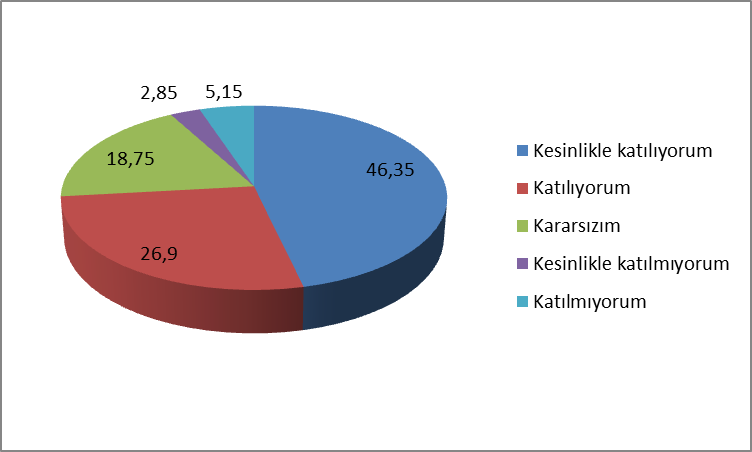 2,85
5,15
18,75
46,35
26,9
Kesinlikle katılıyorum
Katılıyorum
Kararsızım
Kesinlikle katılmıyorum
Katılmıyorum